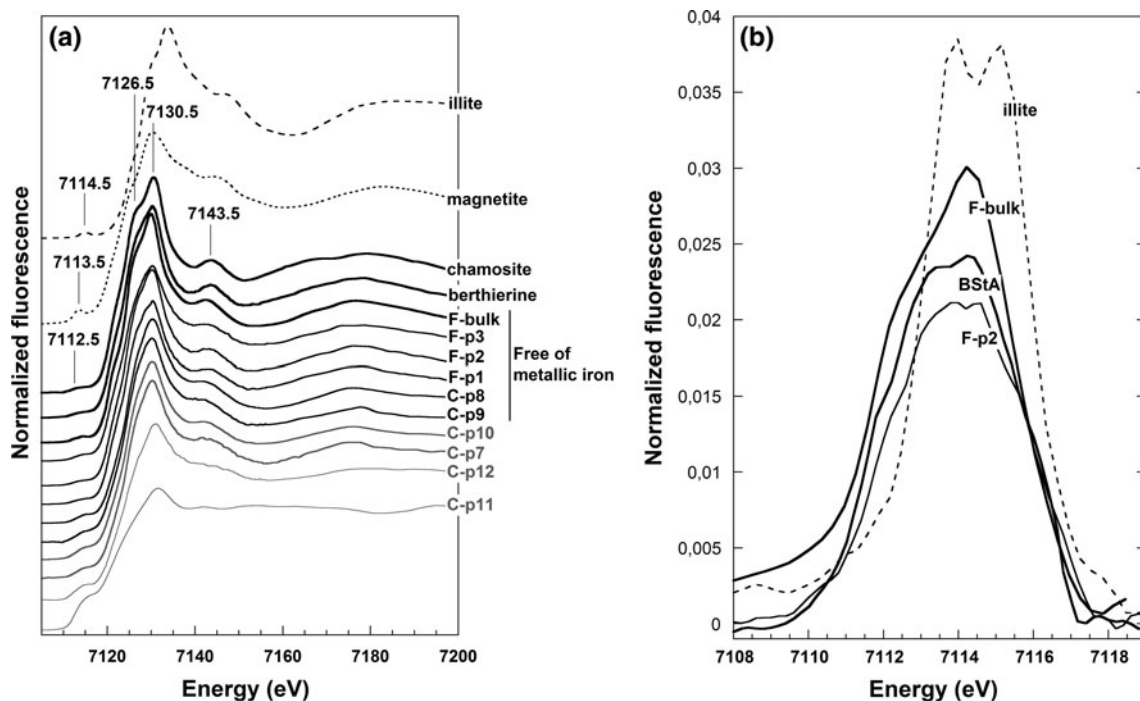 (a)
7126.5
7130.5
illite
7114.5
magnetite
7143.5
7113.5
chamosite
berthierine
7112.5
F-bulk
F-p3
F-p2
F-p1
C-p8
C-p9
C-p10
C-p7
C-p12
C-p11
Free of
metallic iron
Normalized fluorescence
7120 7140 7160 7180 7200
Energy (eV)
(b)
0,04
0,035
0,03
0,025
0,02
0,015
0,01
0,005
0
illite
F-bulk
BStA
F-p2
Normalized fluorescence
7108 7110 7112 7114 7116 7118
Energy (eV)